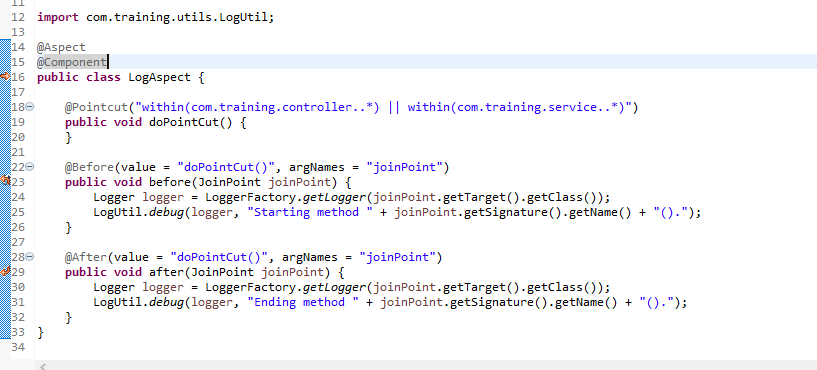 11
12 import com.training.utils.LogUtil;
13
14 @Aspect
15 @Component
16 public class LogAspect {
17
18 @Pointcut("within(com.training.controller..*) || within(com.training.service..*)")
19 public void doPointCut() {
20 }
21
22 @Before(value = "doPointCut()", argNames = "joinPoint")
23 public void before(JoinPoint joinPoint) {
24 Logger logger = LoggerFactory.getLogger(joinPoint.getTarget().getClass());
25 LogUtil.debug(logger, "Starting method " + joinPoint.getSignature().getName() + "().");
26 }
27
28 @After(value = "doPointCut()", argNames = "joinPoint")
29 public void after(JoinPoint joinPoint) {
30 Logger logger = LoggerFactory.getLogger(joinPoint.getTarget().getClass());
31 LogUtil.debug(logger, "Ending method " + joinPoint.getSignature().getName() + "().");
32 }
33 }
34